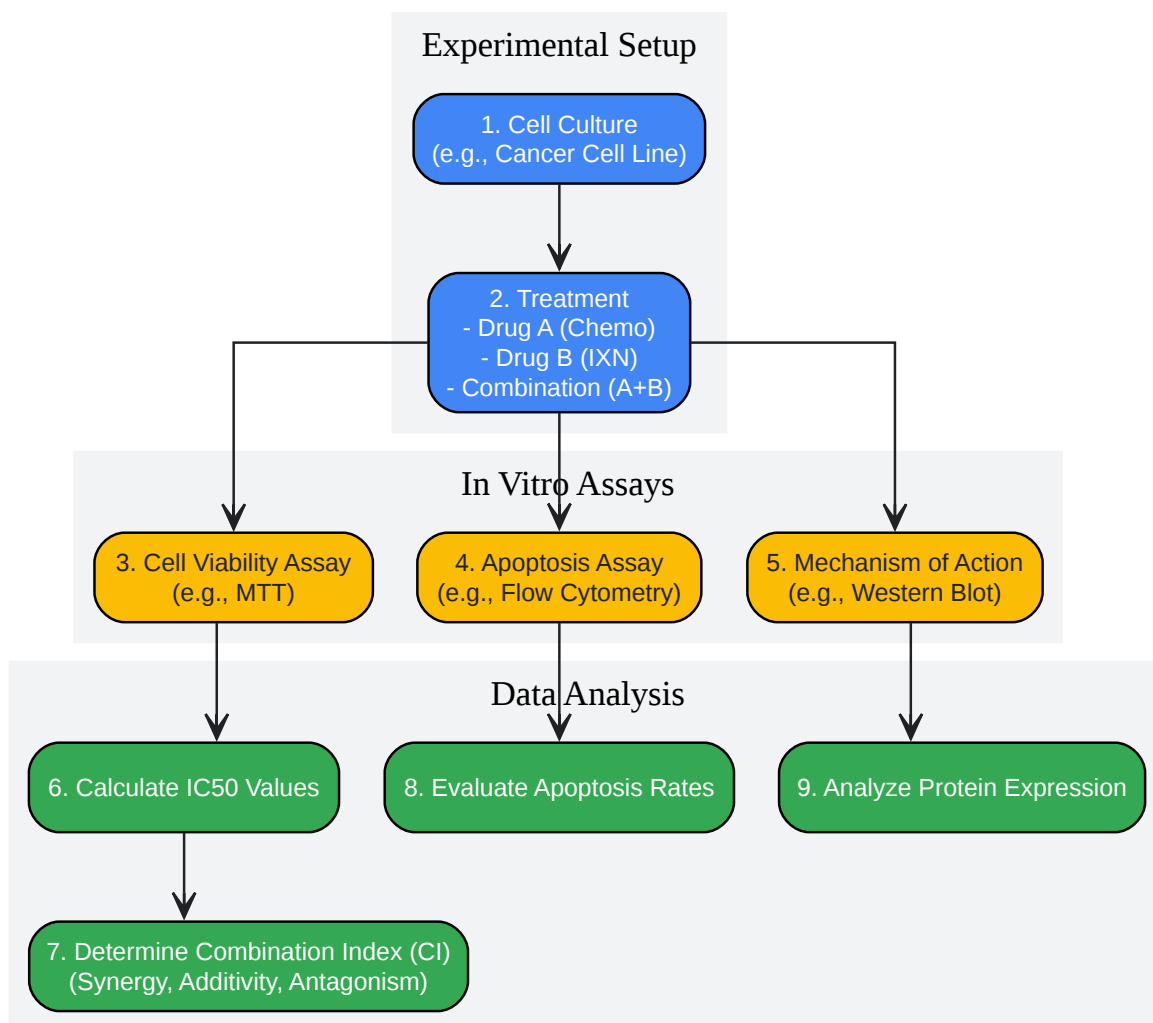 Experimental Setup
1. Cell Culture
(e.g., Cancer Cell Line)
2. Treatment
- Drug A (Chemo)
- Drug B (IXN)
- Combination (A+B)
In Vitro Assays
3. Cell Viability Assay
(e.g., MTT)
4. Apoptosis Assay
(e.g., Flow Cytometry)
5. Mechanism of Action
(e.g., Western Blot)
Data Analysis
6. Calculate IC50 Values
8. Evaluate Apoptosis Rates
9. Analyze Protein Expression
7. Determine Combination Index (CI)
(Synergy, Additivity, Antagonism)